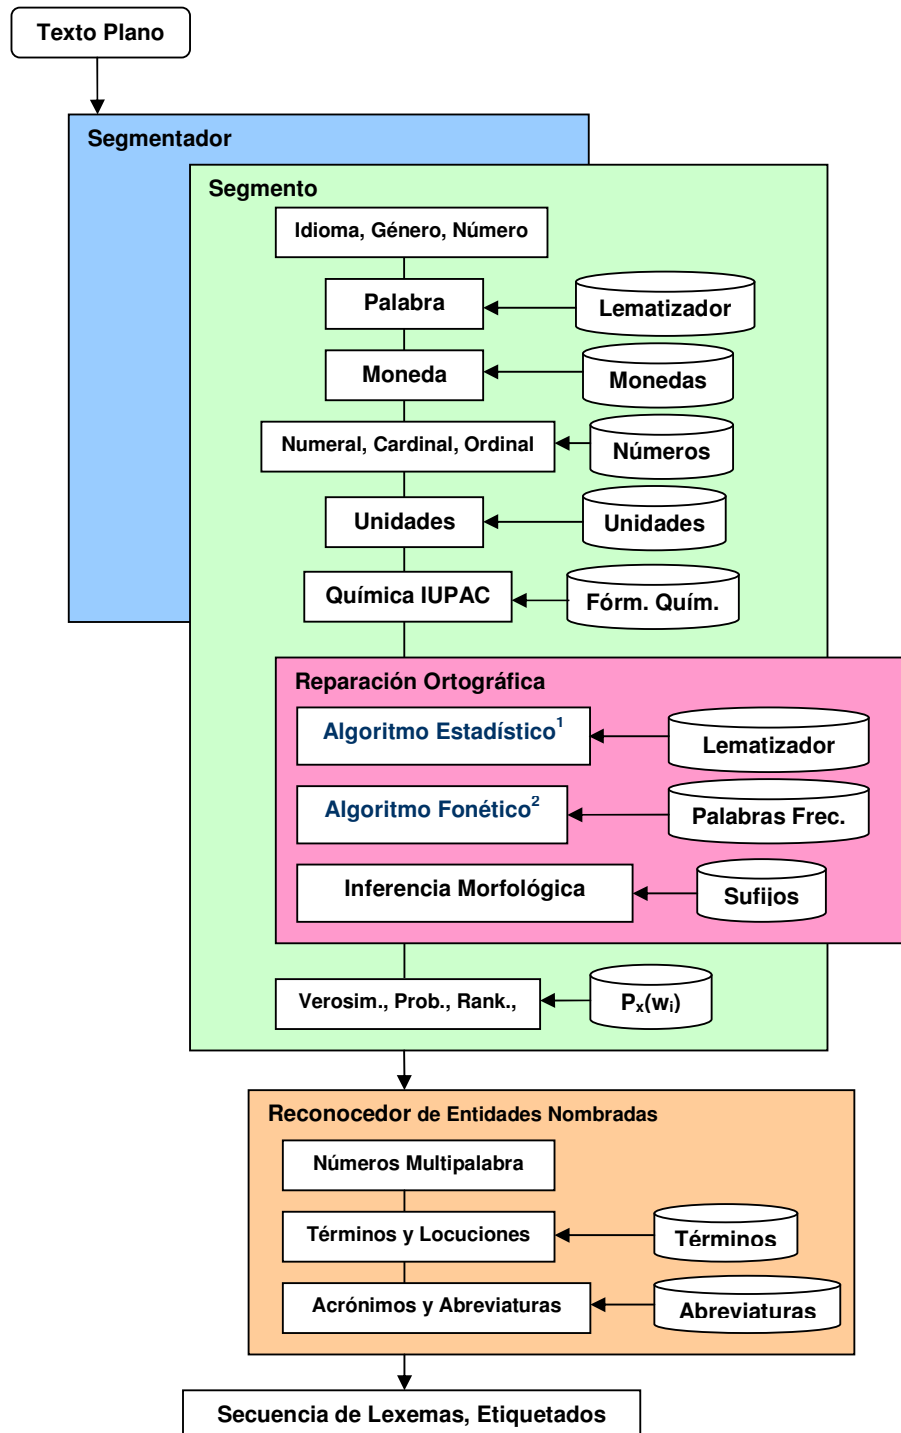 Texto Plano
Segmentador
Segmento
Idioma, Género, Número
Palabra
Lematizador
Moneda
Monedas
Numeral, Cardinal, Ordinal
Números
Unidades
Unidades
Química IUPAC
Fórm. Quím.
Reparación Ortográfica
Algoritmo Estadístico¹
Lematizador
Algoritmo Fonético²
Palabras Frec.
Inferencia Morfológica
Sufijos
Verosim., Prob., Rank.,
Pₓ(wᵢ)
Reconocedor de Entidades Nombradas
Números Multipalabra
Términos y Locuciones
Términos
Acrónimos y Abreviaturas
Abreviaturas
Secuencia de Lexemas, Etiquetados